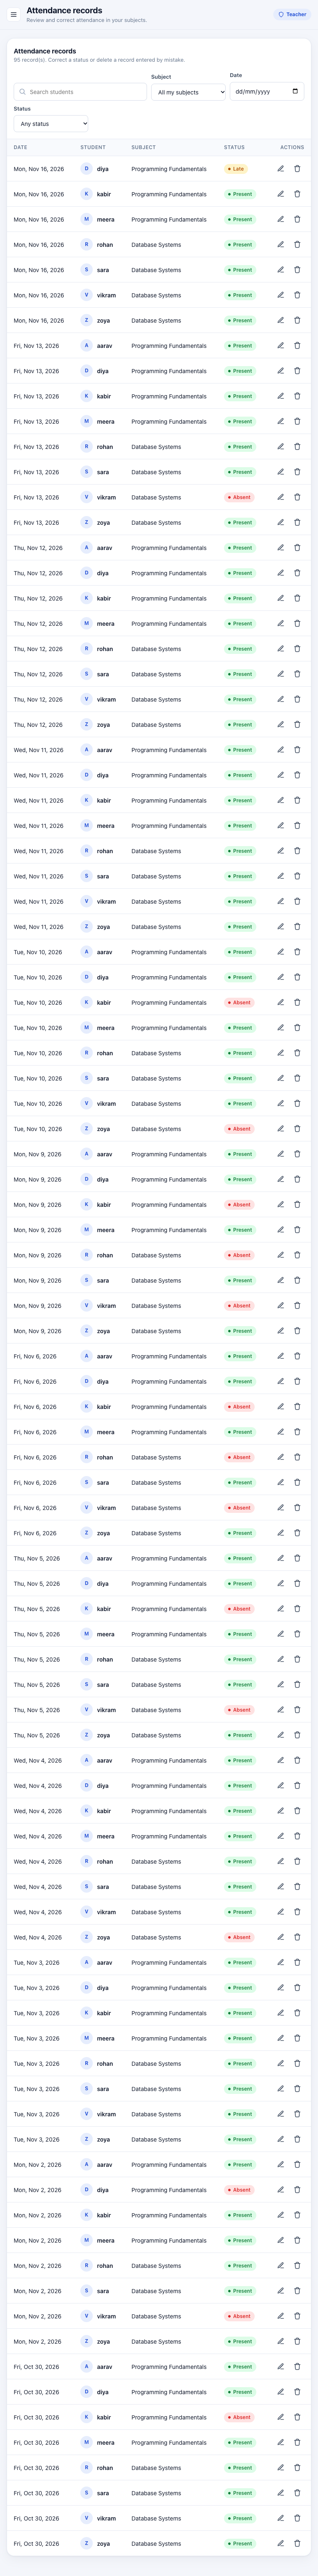 Attendance records
Review and correct attendance in your subjects.
Teacher
Attendance records
95 record(s). Correct a status or delete a record entered by mistake.
Search students
Subject
All my subjects
Date
dd/mm/yyyy
Status
Any status
DATE STUDENT SUBJECT STATUS ACTIONS
Mon, Nov 16, 2026 D diya Programming Fundamentals Late
Mon, Nov 16, 2026 K kabir Programming Fundamentals Present
Mon, Nov 16, 2026 M meera Programming Fundamentals Present
Mon, Nov 16, 2026 R rohan Database Systems Present
Mon, Nov 16, 2026 S sara Database Systems Present
Mon, Nov 16, 2026 V vikram Database Systems Present
Mon, Nov 16, 2026 Z zoya Database Systems Present
Fri, Nov 13, 2026 A aarav Programming Fundamentals Present
Fri, Nov 13, 2026 D diya Programming Fundamentals Present
Fri, Nov 13, 2026 K kabir Programming Fundamentals Present
Fri, Nov 13, 2026 M meera Programming Fundamentals Present
Fri, Nov 13, 2026 R rohan Database Systems Present
Fri, Nov 13, 2026 S sara Database Systems Present
Fri, Nov 13, 2026 V vikram Database Systems Absent
Fri, Nov 13, 2026 Z zoya Database Systems Present
Thu, Nov 12, 2026 A aarav Programming Fundamentals Present
Thu, Nov 12, 2026 D diya Programming Fundamentals Present
Thu, Nov 12, 2026 K kabir Programming Fundamentals Present
Thu, Nov 12, 2026 M meera Programming Fundamentals Present
Thu, Nov 12, 2026 R rohan Database Systems Present
Thu, Nov 12, 2026 S sara Database Systems Present
Thu, Nov 12, 2026 V vikram Database Systems Present
Thu, Nov 12, 2026 Z zoya Database Systems Present
Wed, Nov 11, 2026 A aarav Programming Fundamentals Present
Wed, Nov 11, 2026 D diya Programming Fundamentals Present
Wed, Nov 11, 2026 K kabir Programming Fundamentals Present
Wed, Nov 11, 2026 M meera Programming Fundamentals Present
Wed, Nov 11, 2026 R rohan Database Systems Present
Wed, Nov 11, 2026 S sara Database Systems Present
Wed, Nov 11, 2026 V vikram Database Systems Present
Wed, Nov 11, 2026 Z zoya Database Systems Present
Tue, Nov 10, 2026 A aarav Programming Fundamentals Present
Tue, Nov 10, 2026 D diya Programming Fundamentals Present
Tue, Nov 10, 2026 K kabir Programming Fundamentals Absent
Tue, Nov 10, 2026 M meera Programming Fundamentals Present
Tue, Nov 10, 2026 R rohan Database Systems Present
Tue, Nov 10, 2026 S sara Database Systems Present
Tue, Nov 10, 2026 V vikram Database Systems Present
Tue, Nov 10, 2026 Z zoya Database Systems Absent
Mon, Nov 9, 2026 A aarav Programming Fundamentals Present
Mon, Nov 9, 2026 D diya Programming Fundamentals Present
Mon, Nov 9, 2026 K kabir Programming Fundamentals Absent
Mon, Nov 9, 2026 M meera Programming Fundamentals Present
Mon, Nov 9, 2026 R rohan Database Systems Absent
Mon, Nov 9, 2026 S sara Database Systems Present
Mon, Nov 9, 2026 V vikram Database Systems Absent
Mon, Nov 9, 2026 Z zoya Database Systems Present
Fri, Nov 6, 2026 A aarav Programming Fundamentals Present
Fri, Nov 6, 2026 D diya Programming Fundamentals Present
Fri, Nov 6, 2026 K kabir Programming Fundamentals Absent
Fri, Nov 6, 2026 M meera Programming Fundamentals Present
Fri, Nov 6, 2026 R rohan Database Systems Absent
Fri, Nov 6, 2026 S sara Database Systems Present
Fri, Nov 6, 2026 V vikram Database Systems Absent
Fri, Nov 6, 2026 Z zoya Database Systems Present
Thu, Nov 5, 2026 A aarav Programming Fundamentals Present
Thu, Nov 5, 2026 D diya Programming Fundamentals Present
Thu, Nov 5, 2026 K kabir Programming Fundamentals Absent
Thu, Nov 5, 2026 M meera Programming Fundamentals Present
Thu, Nov 5, 2026 R rohan Database Systems Present
Thu, Nov 5, 2026 S sara Database Systems Present
Thu, Nov 5, 2026 V vikram Database Systems Absent
Thu, Nov 5, 2026 Z zoya Database Systems Present
Wed, Nov 4, 2026 A aarav Programming Fundamentals Present
Wed, Nov 4, 2026 D diya Programming Fundamentals Present
Wed, Nov 4, 2026 K kabir Programming Fundamentals Present
Wed, Nov 4, 2026 M meera Programming Fundamentals Present
Wed, Nov 4, 2026 R rohan Database Systems Present
Wed, Nov 4, 2026 S sara Database Systems Present
Wed, Nov 4, 2026 V vikram Database Systems Present
Wed, Nov 4, 2026 Z zoya Database Systems Absent
Tue, Nov 3, 2026 A aarav Programming Fundamentals Present
Tue, Nov 3, 2026 D diya Programming Fundamentals Present
Tue, Nov 3, 2026 K kabir Programming Fundamentals Present
Tue, Nov 3, 2026 M meera Programming Fundamentals Present
Tue, Nov 3, 2026 R rohan Database Systems Present
Tue, Nov 3, 2026 S sara Database Systems Present
Tue, Nov 3, 2026 V vikram Database Systems Present
Tue, Nov 3, 2026 Z zoya Database Systems Present
Mon, Nov 2, 2026 A aarav Programming Fundamentals Present
Mon, Nov 2, 2026 D diya Programming Fundamentals Absent
Mon, Nov 2, 2026 K kabir Programming Fundamentals Present
Mon, Nov 2, 2026 M meera Programming Fundamentals Present
Mon, Nov 2, 2026 R rohan Database Systems Present
Mon, Nov 2, 2026 S sara Database Systems Present
Mon, Nov 2, 2026 V vikram Database Systems Absent
Mon, Nov 2, 2026 Z zoya Database Systems Present
Fri, Oct 30, 2026 A aarav Programming Fundamentals Present
Fri, Oct 30, 2026 D diya Programming Fundamentals Present
Fri, Oct 30, 2026 K kabir Programming Fundamentals Absent
Fri, Oct 30, 2026 M meera Programming Fundamentals Present
Fri, Oct 30, 2026 R rohan Database Systems Present
Fri, Oct 30, 2026 S sara Database Systems Present
Fri, Oct 30, 2026 V vikram Database Systems Present
Fri, Oct 30, 2026 Z zoya Database Systems Present